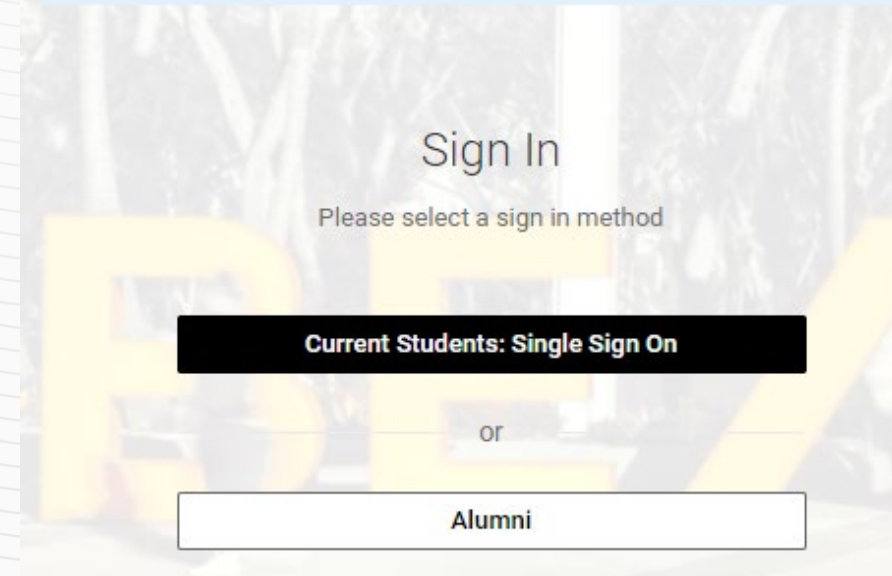 Sign In
Please select a sign in method
Current Students: Single Sign On
or
Alumni